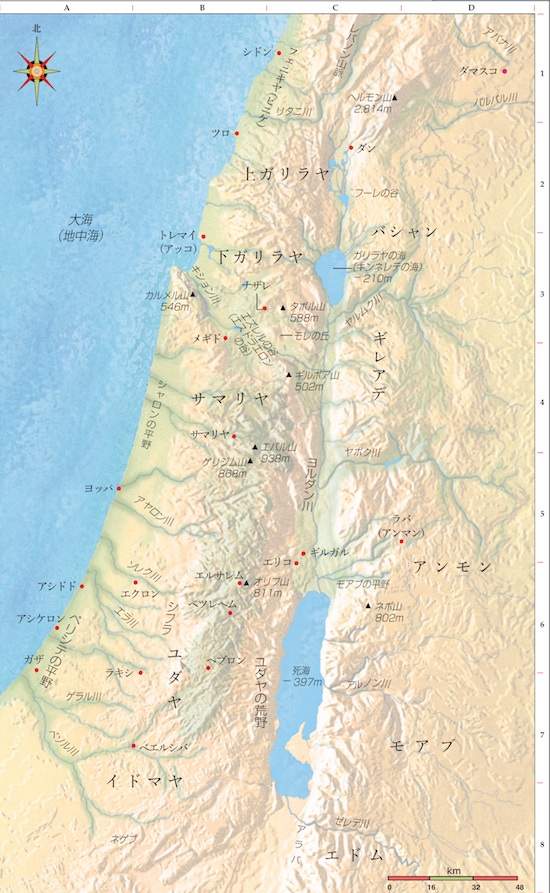 A
B
C
D
北
1
2
3
4
5
6
7
8
シドン
フェニキヤ(ピニケ)
レバノン山脈
アバナ川
ダマスコ
パルパル川
ヘルモン山
2,814m
リタニ川
ツロ
ダン
上ガリラヤ
フーレの谷
大海
(地中海)
トレマイ
(アッコ)
下ガリラヤ
バシャン
ガリラヤの海
(キンネレテの海)
－210m
キション川
ナザレ
カルメル山
546m
タボル山
588m
ヤルムク川
エズレルの谷
(エスドラエロン
の谷)
モレの丘
メギド
ギレアデ
ギルボア山
502m
シャロンの平野
サマリヤ
サマリヤ
エバル山
938m
ゲリジム山
868m
ヤボク川
ヨルダン川
ヨッパ
アヤロン川
ラバ
(アンマン)
ギルガル
エリコ
アンモン
ソレク川
エルサレム
オリブ山
811m
モアブの平野
アシドド
エクロン
エラ川
シフラ
ベツレヘム
ネボ山
802m
アシケロン
ペリシテの平野
ユダヤ
ガザ
ラキシ
ヘブロン
ユダヤの荒野
死海
－397m
アルノン川
ゲラル川
ベソル川
ベエルシバ
モアブ
イドマヤ
ネゲブ
アラバ
ゼレデ川
エドム
km
0 16 32 48